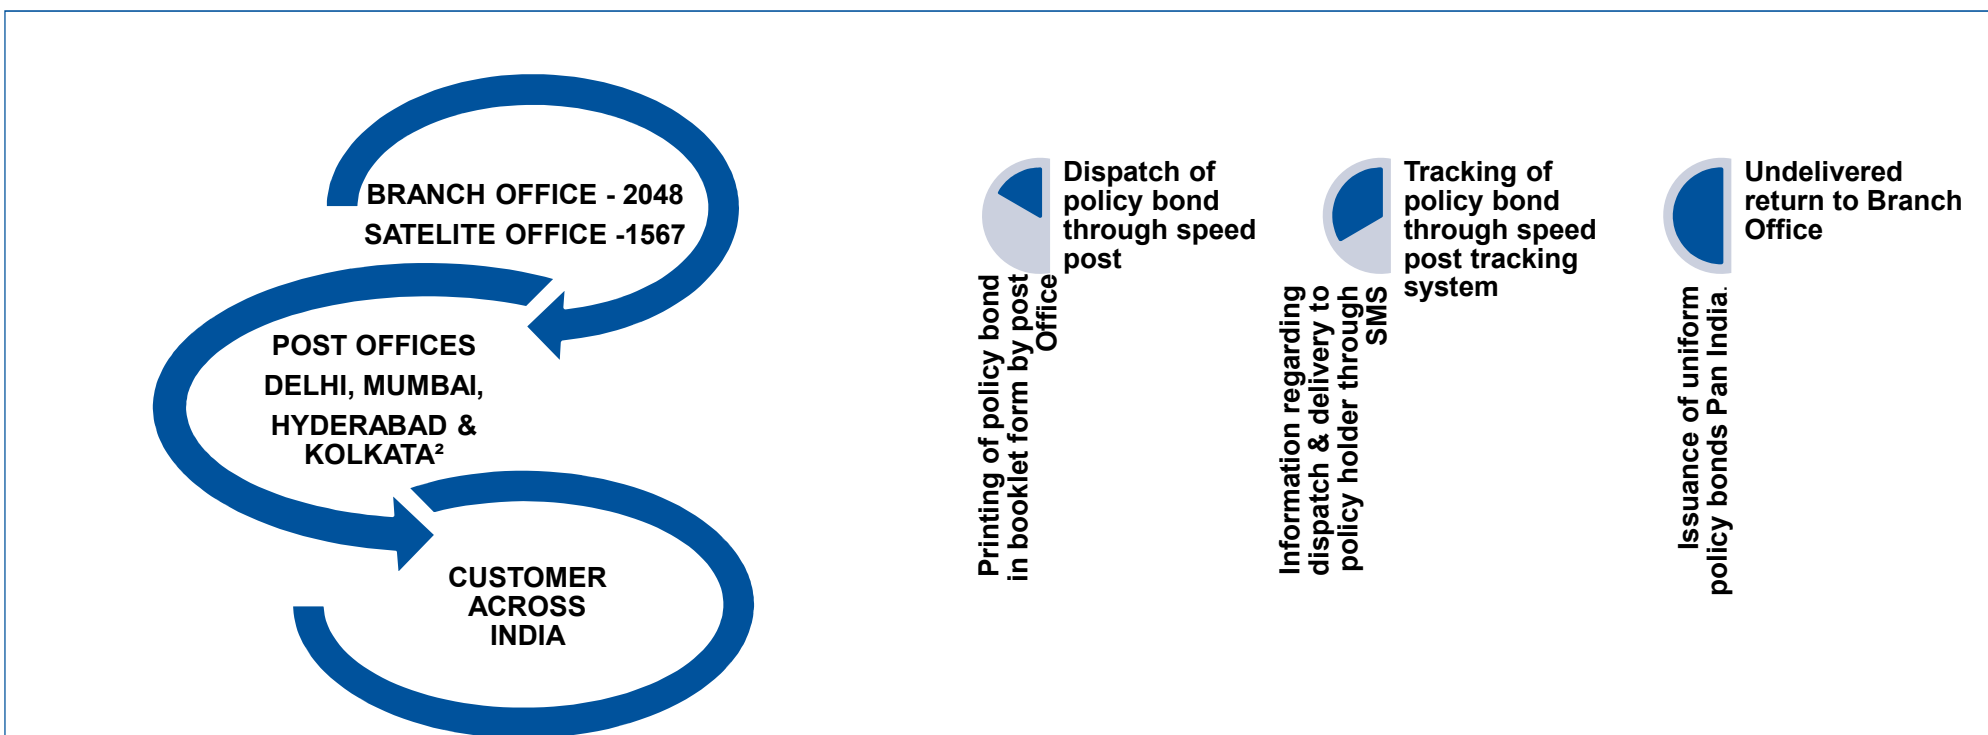 BRANCH OFFICE - 2048
SATELITE OFFICE -1567
POST OFFICES
DELHI, MUMBAI,
HYDERABAD &
KOLKATA²
CUSTOMER
ACROSS
INDIA
Dispatch of
policy bond
through speed
post
Printing of policy bond
in booklet form by post
Office
Tracking of
policy bond
through speed
post tracking
system
Information regarding
dispatch & delivery to
policy holder through
SMS
Undelivered
return to Branch
Office
Issuance of uniform
policy bonds Pan India.